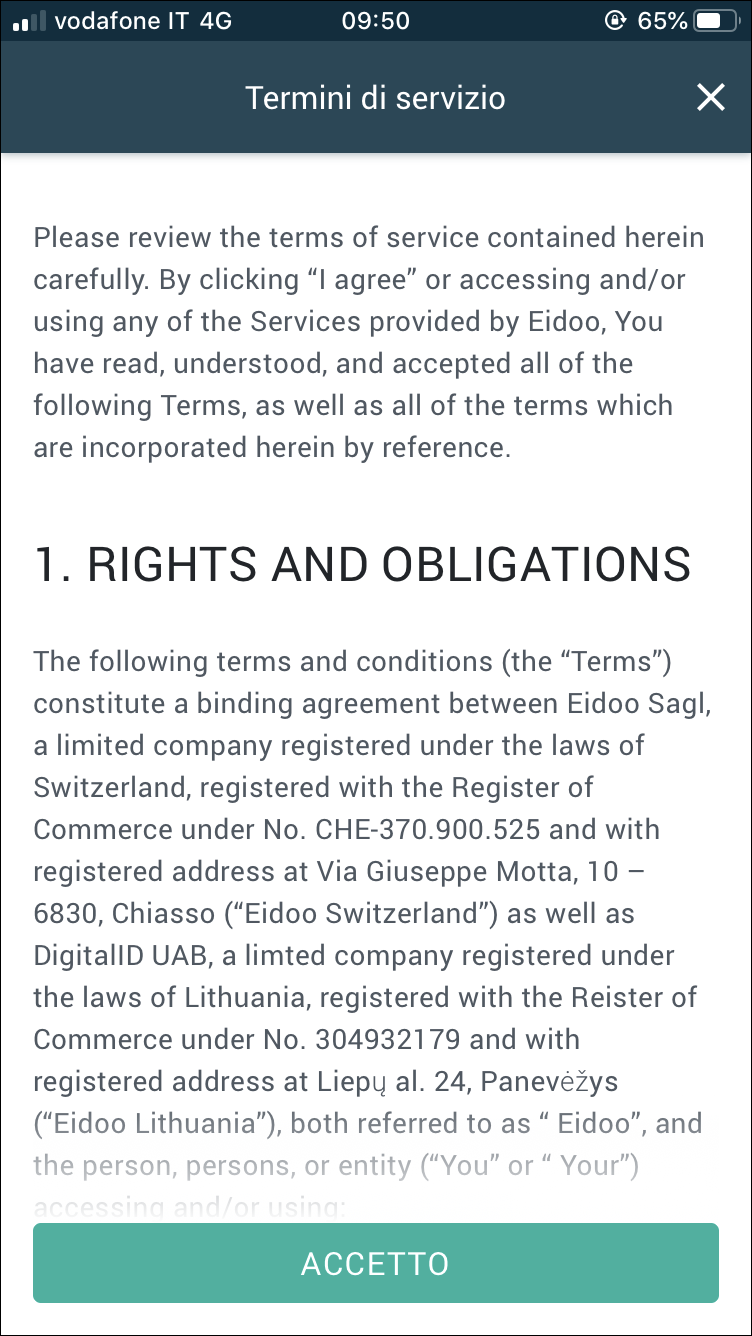 vodafone IT 4G 09:50 65%
Termini di servizio
Please review the terms of service contained herein
carefully. By clicking “I agree” or accessing and/or
using any of the Services provided by Eidoo, You
have read, understood, and accepted all of the
following Terms, as well as all of the terms which
are incorporated herein by reference.
1. RIGHTS AND OBLIGATIONS
The following terms and conditions (the “Terms”)
constitute a binding agreement between Eidoo Sagl,
a limited company registered under the laws of
Switzerland, registered with the Register of
Commerce under No. CHE-370.900.525 and with
registered address at Via Giuseppe Motta, 10 –
6830, Chiasso (“Eidoo Switzerland”) as well as
DigitalID UAB, a limted company registered under
the laws of Lithuania, registered with the Reister of
Commerce under No. 304932179 and with
registered address at Liepų al. 24, Panevėžys
(“Eidoo Lithuania”), both referred to as “ Eidoo”, and
the person, persons, or entity (“You” or “ Your”)
accessing and/or using:
ACCETTO